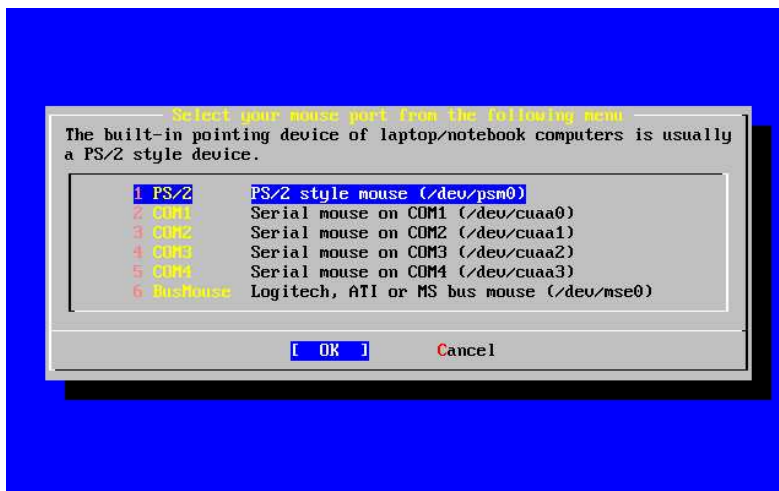 Select your mouse port from the following menu
The built-in pointing device of laptop/notebook computers is usually
a PS/2 style device.
1 PS/2 PS/2 style mouse (/dev/psm0)
2 COM1 Serial mouse on COM1 (/dev/cuaa0)
3 COM2 Serial mouse on COM2 (/dev/cuaa1)
4 COM3 Serial mouse on COM3 (/dev/cuaa2)
5 COM4 Serial mouse on COM4 (/dev/cuaa3)
6 BusMouse Logitech, ATI or MS bus mouse (/dev/mse0)
[ OK ] Cancel